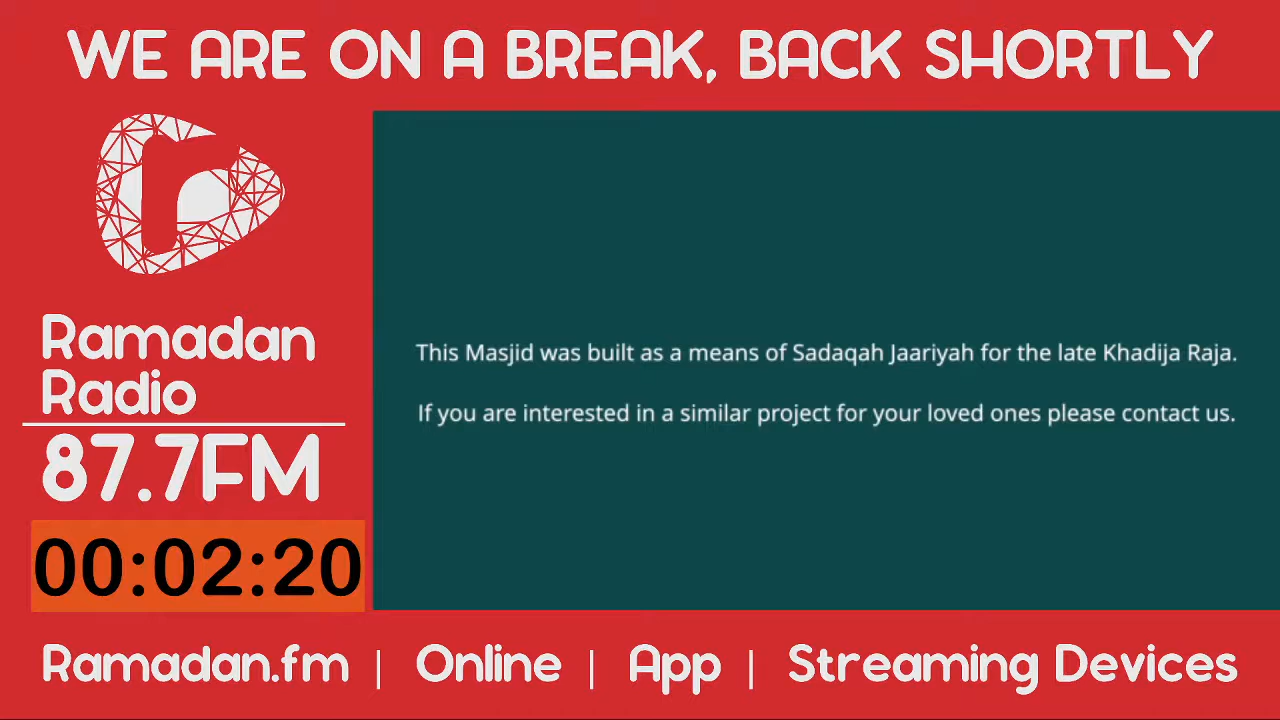 WE ARE ON A BREAK, BACK SHORTLY
Ramadan
Radio
87.7FM
00:02:20
This Masjid was built as a means of Sadaqah Jaariyah for the late Khadija Raja.
If you are interested in a similar project for your loved ones please contact us.
Ramadan.fm | Online | App | Streaming Devices